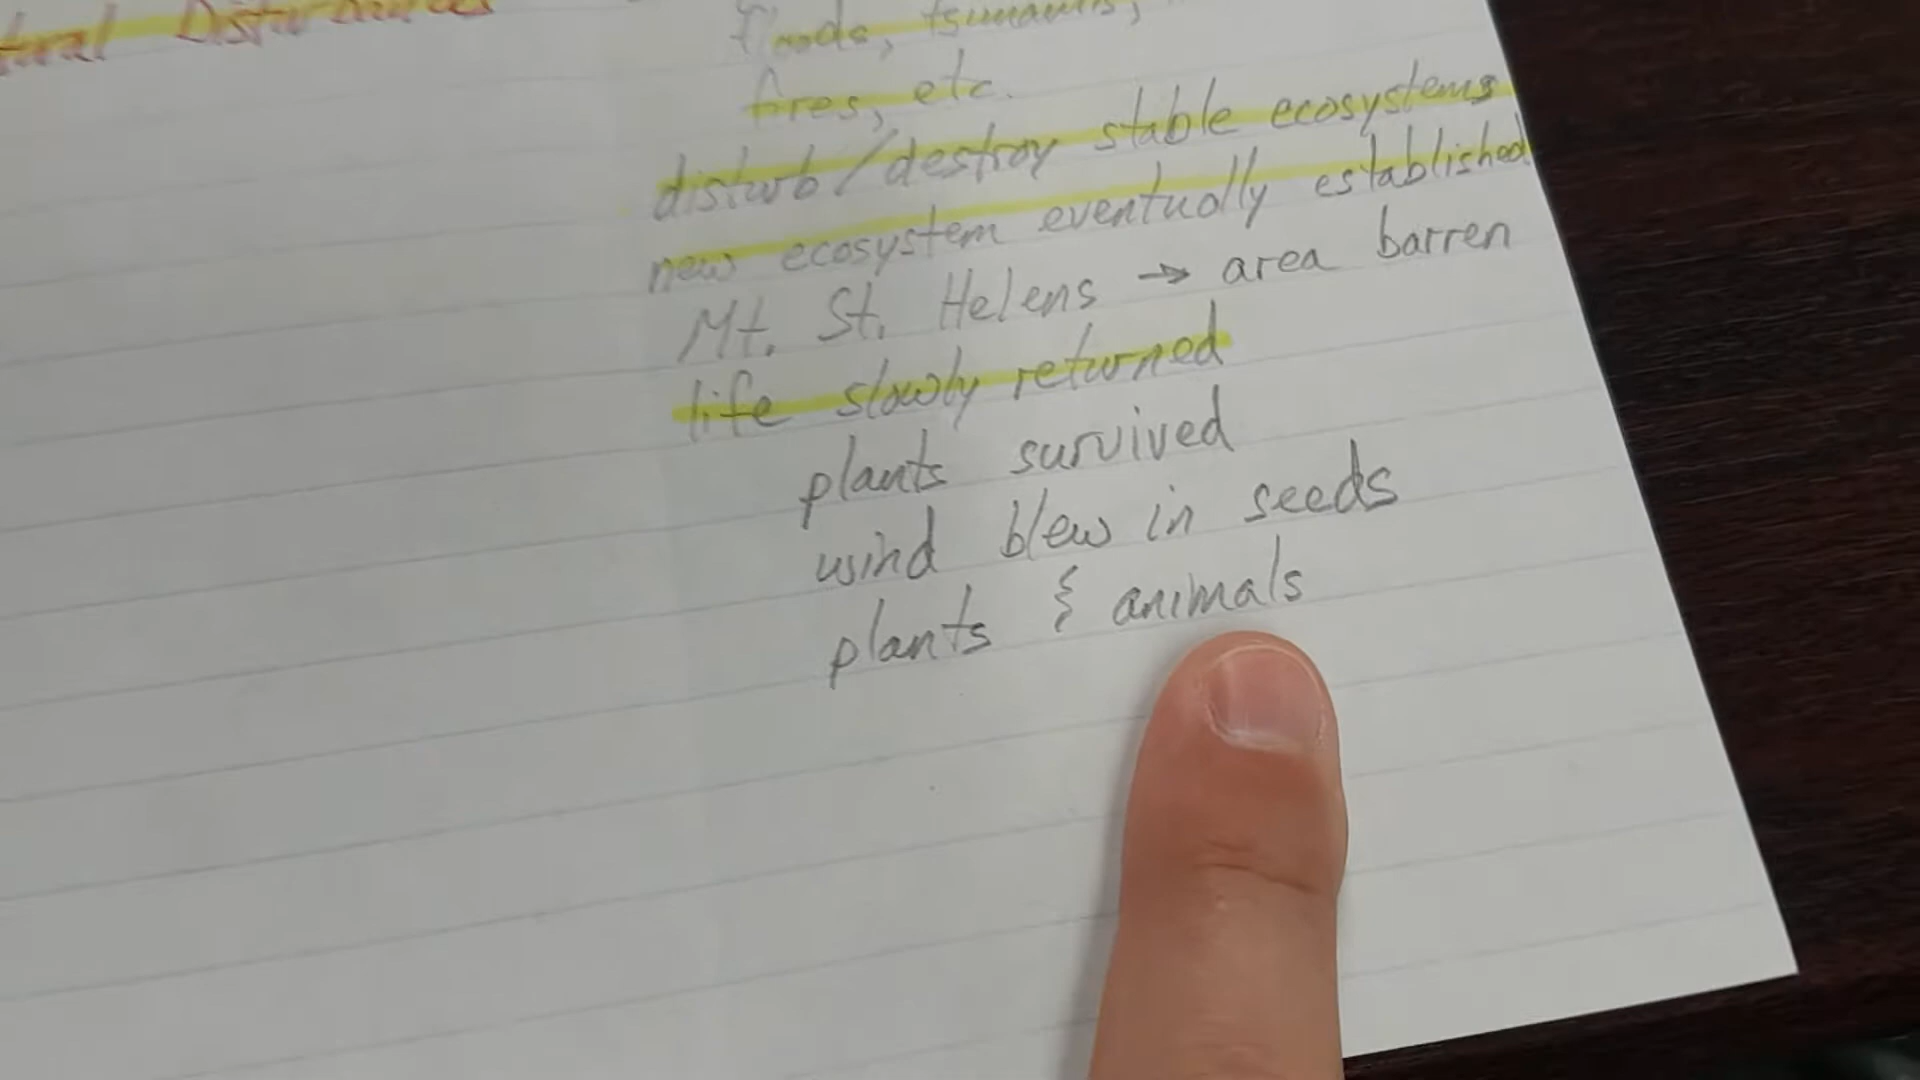 Disturbances
floods, tsunamis,
fires, etc.
disturb/destroy stable ecosystems
new ecosystem eventually established
Mt. St. Helens → area barren
life slowly returned
plants survived
wind blew in seeds
plants & animals